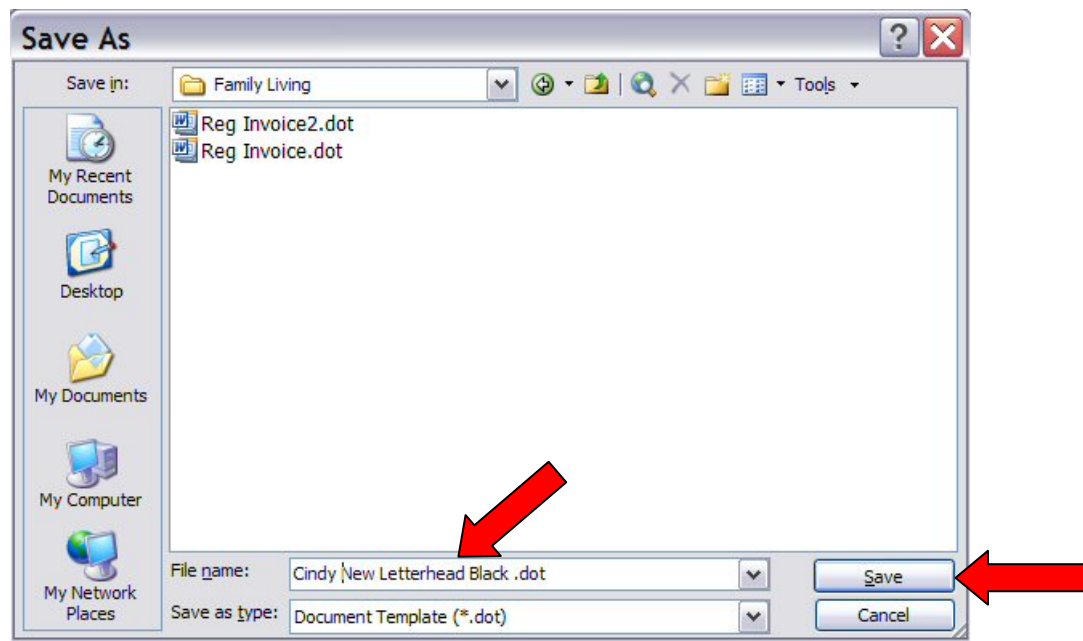 Save As
Save in:
Family Living
Tools
Reg Invoice2.dot
Reg Invoice.dot
My Recent
Documents
Desktop
My Documents
My Computer
My Network
Places
File name:
Cindy New Letterhead Black .dot
Save
Save as type:
Document Template (*.dot)
Cancel